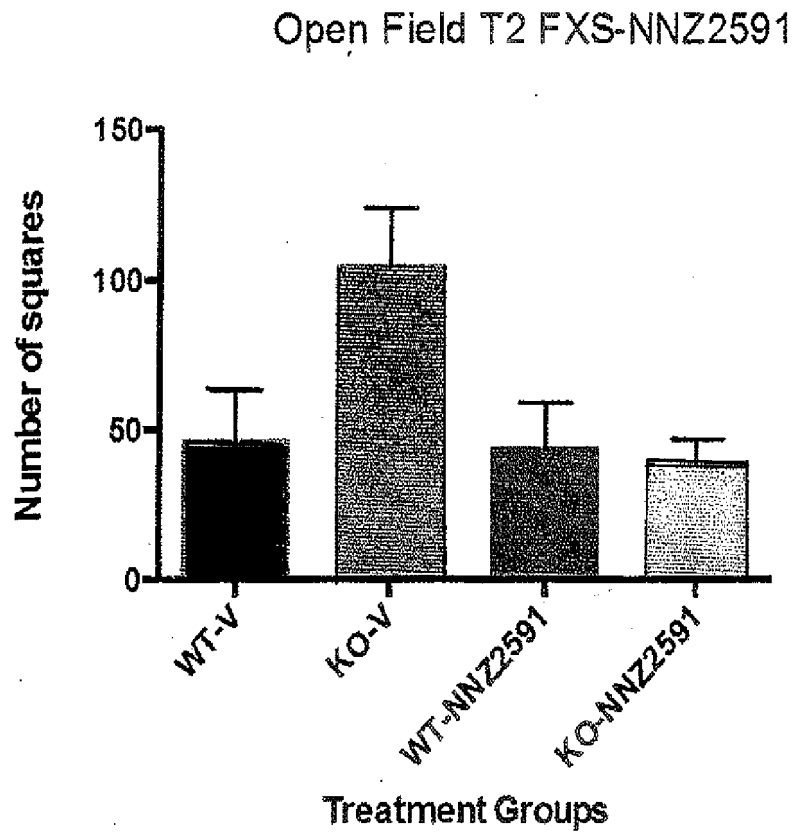 Open Field T2 FXS-NNZ2591
Number of squares
150
100
50
0
WT-V
KO-V
WT-NNZ2591
KO-NNZ2591
Treatment Groups